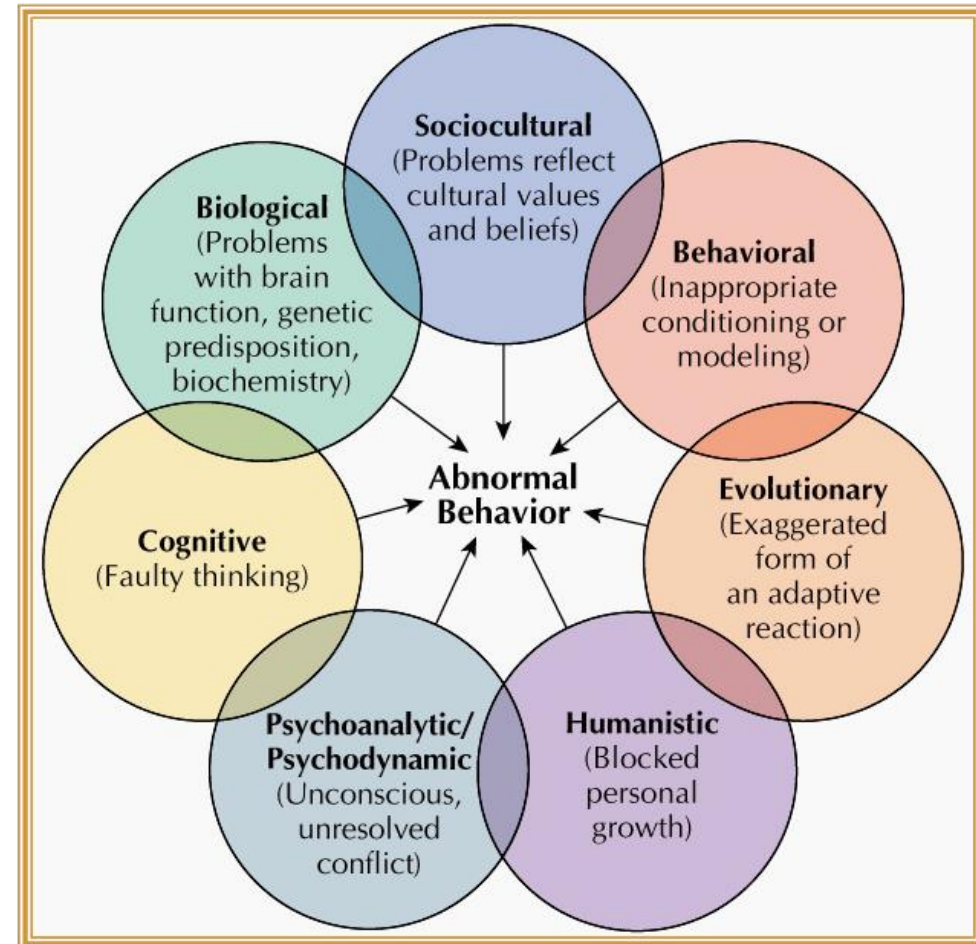 Sociocultural
(Problems reflect
cultural values
and beliefs)
Biological
(Problems
with brain
function, genetic
predisposition,
biochemistry)
Behavioral
(Inappropriate
conditioning or
modeling)
Abnormal
Behavior
Evolutionary
(Exaggerated
form of
an adaptive
reaction)
Cognitive
(Faulty thinking)
Psychoanalytic/
Psychodynamic
(Unconscious,
unresolved
conflict)
Humanistic
(Blocked
personal
growth)